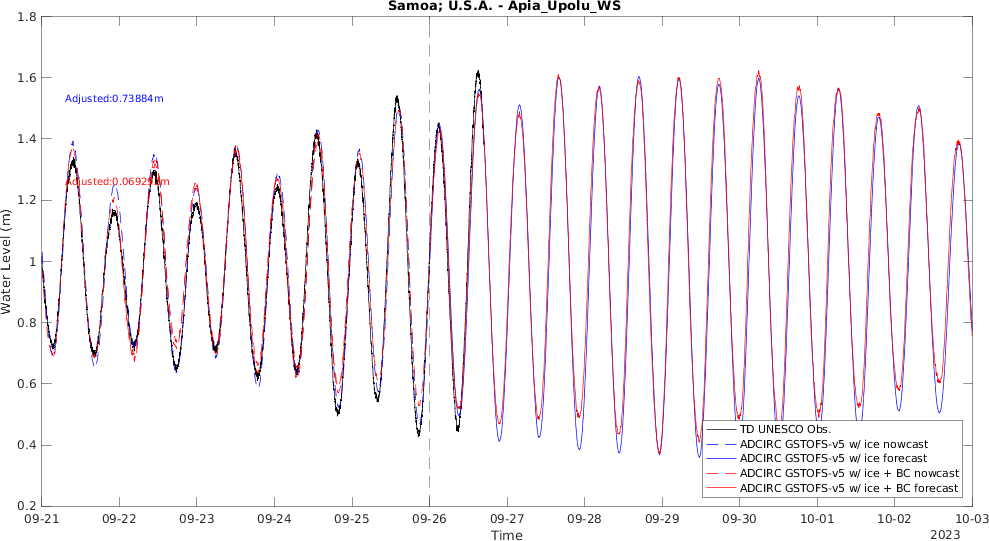 Samoa; U.S.A. - Apia_Upolu_WS
1.8
1.6
1.4
1.2
1
0.8
0.6
0.4
0.2
Water Level (m)
Adjusted:0.73884m
TD UNESCO Obs.
ADCIRC GSTOFS-v5 w/ ice nowcast
ADCIRC GSTOFS-v5 w/ ice forecast
ADCIRC GSTOFS-v5 w/ ice + BC nowcast
ADCIRC GSTOFS-v5 w/ ice + BC forecast
09-21 09-22 09-23 09-24 09-25 09-26 09-27 09-28 09-29 09-30 10-01 10-02 10-03
Time
2023